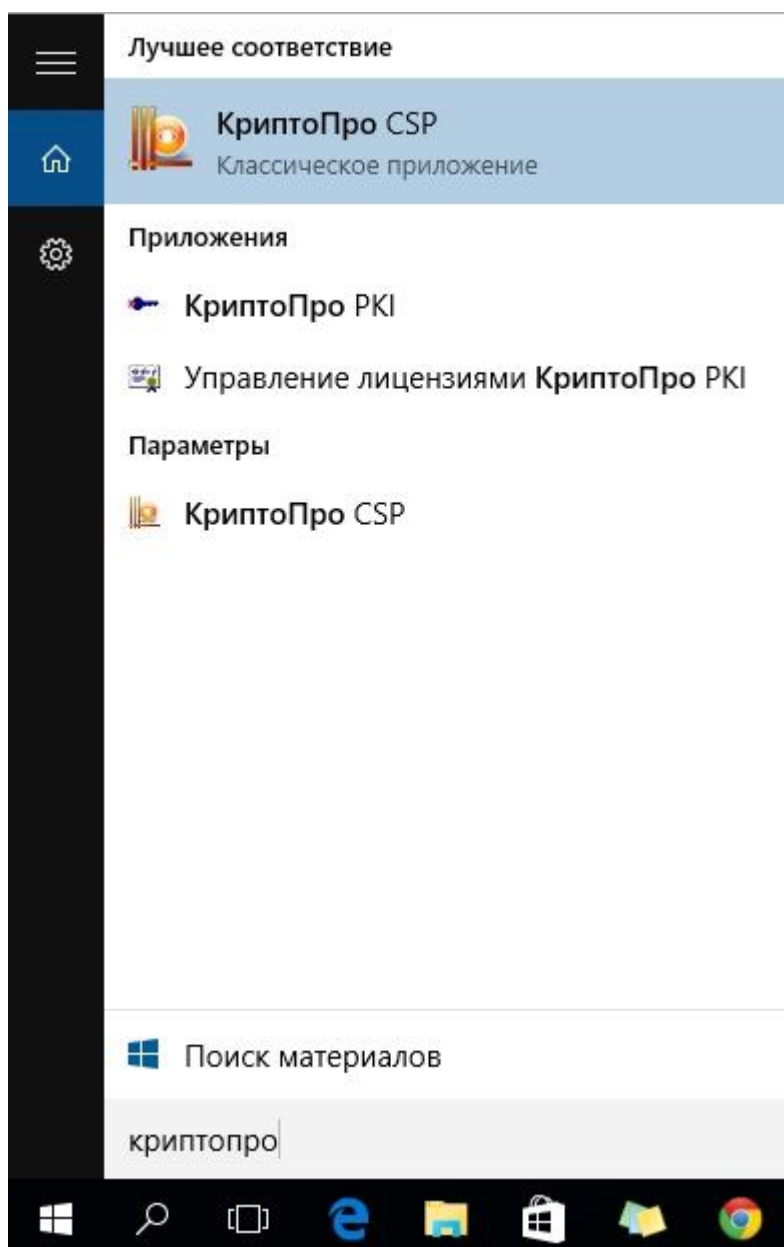 Лучшее соответствие
КриптоПро CSP
Классическое приложение
Приложения
КриптоПро PKI
Управление лицензиями КриптоПро PKI
Параметры
КриптоПро CSP
Поиск материалов
криптопро